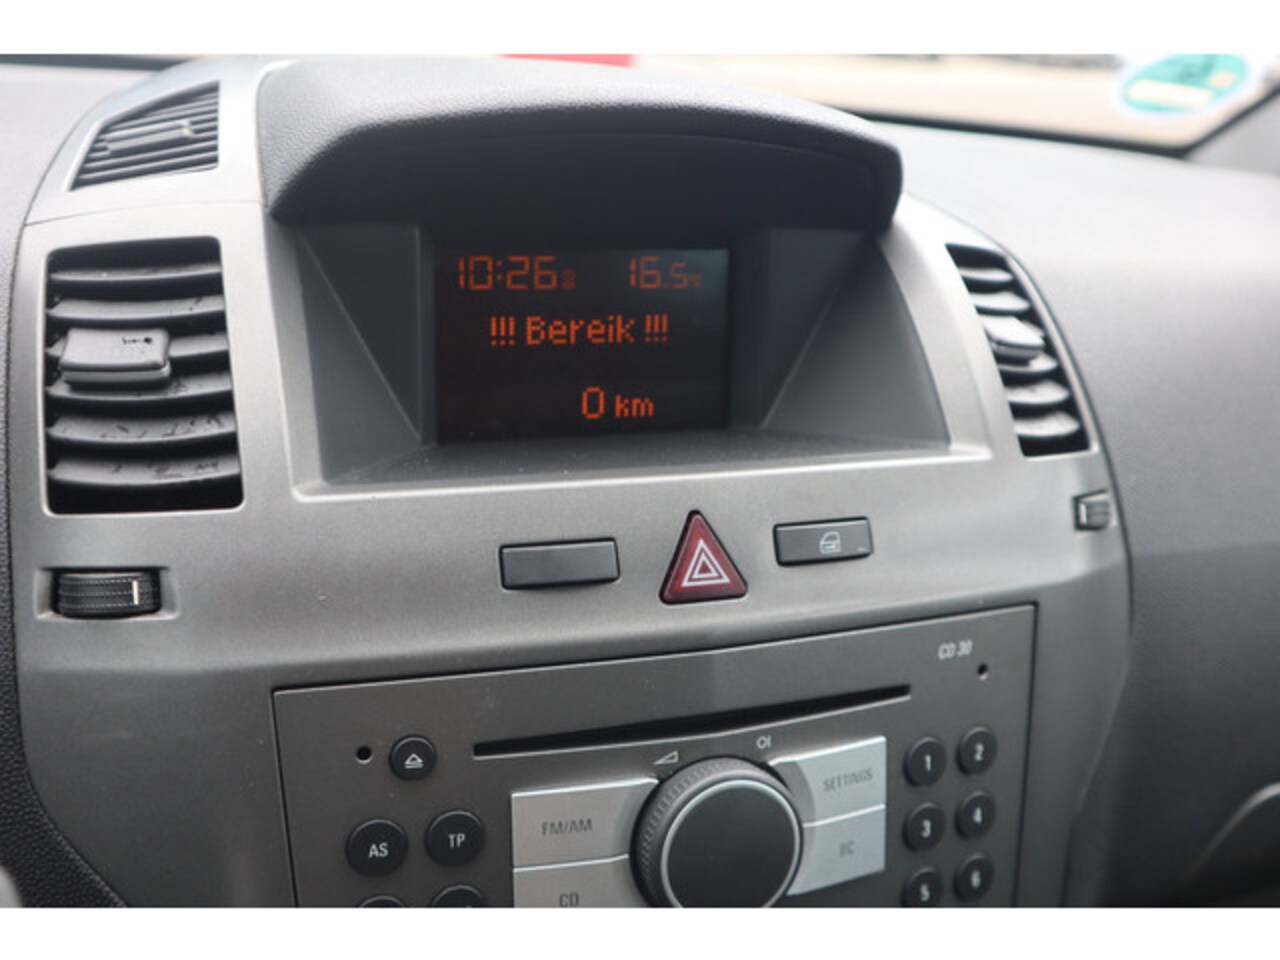 10:26 16.5°C
!!! Bereik !!!
0 km
CD 30
SETTINGS
1 2
FM/AM
3 4
AS TP
BC
CD
5 6